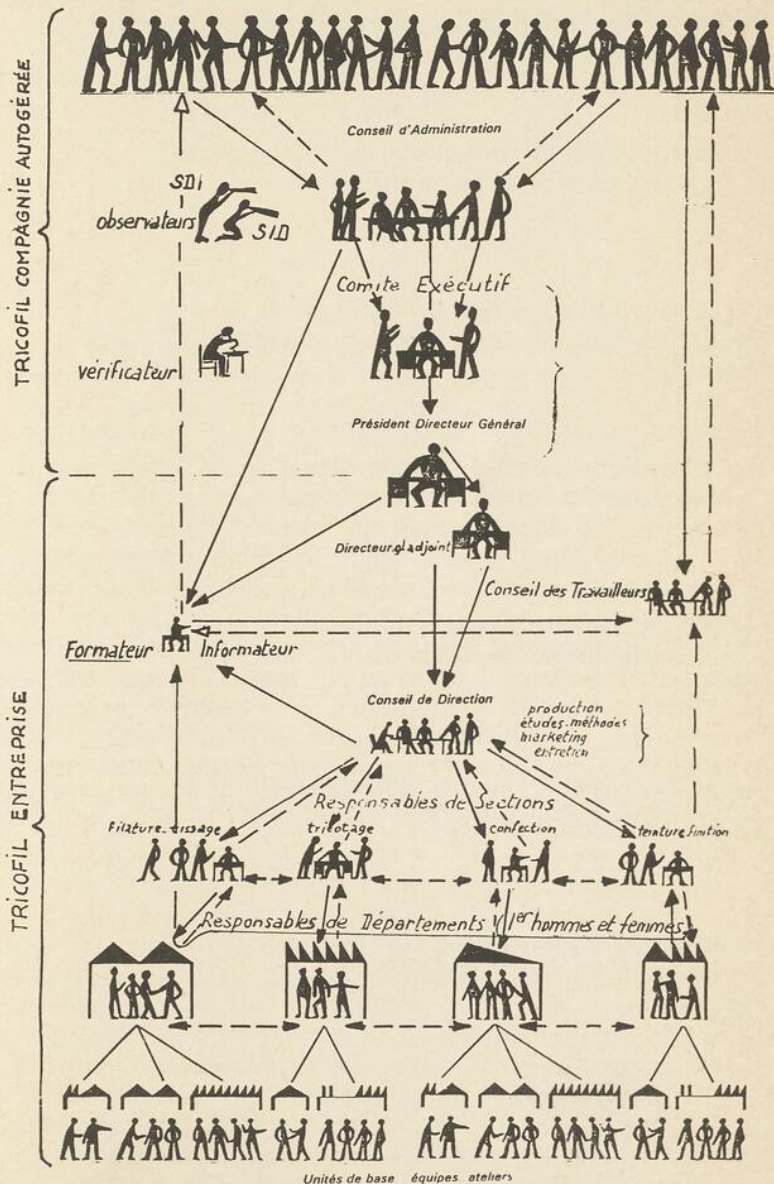 TRICOFIL COMPAGNIE AUTOGÉRÉE
Conseil d'Administration
SDI
observateurs
SID
Comite Exécutif
vérificateur
Président Directeur Général
Directeur gl adjoint
Conseil des Travailleurs
Formateur Informateur
TRICOFIL ENTREPRISE
Conseil de Direction
production
études-méthodes
marketing
entretien
Responsables de Sections
filature-tissage
tricotage
confection
teinture finition
Responsables de Départements 1er hommes et femmes
Unités de base équipes ateliers